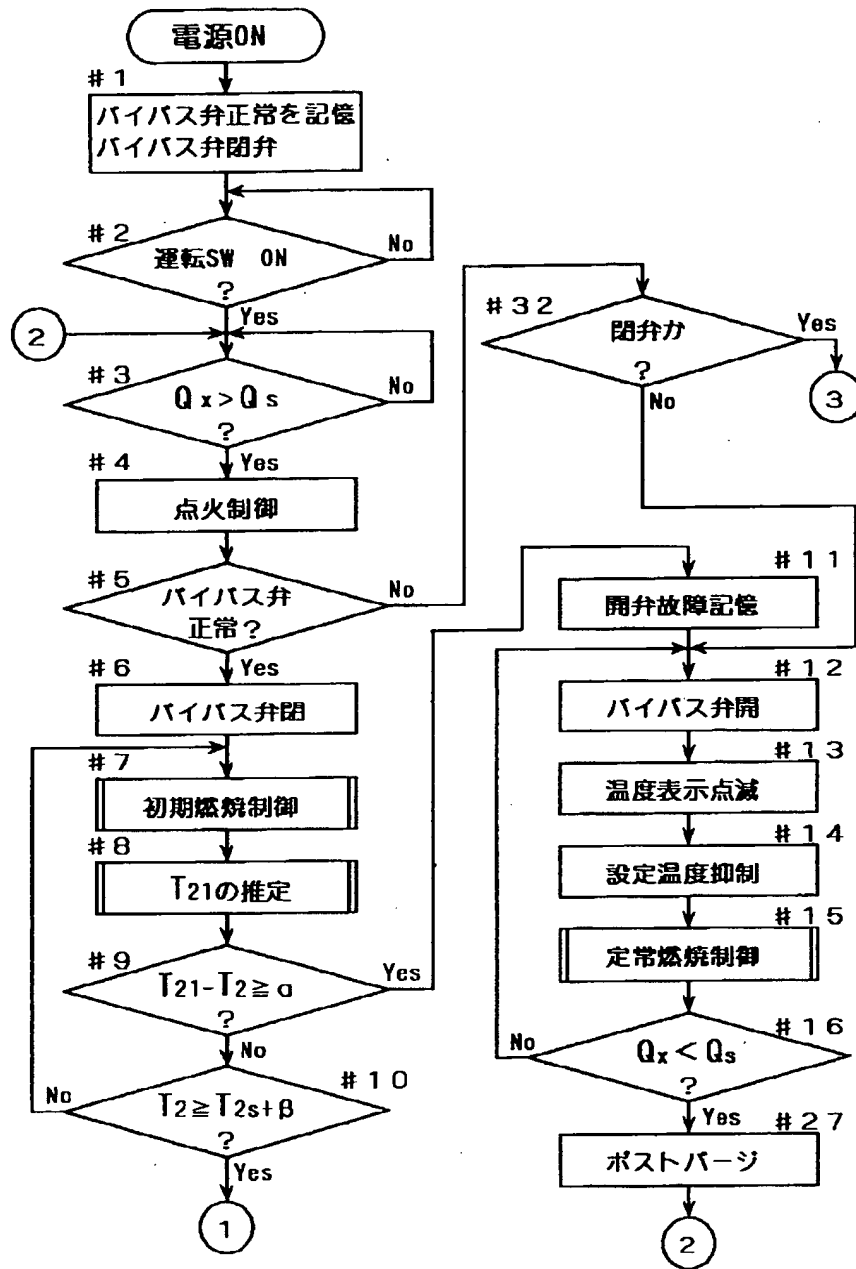 電源ON
#1
バイパス弁正常を記憶
バイパス弁閉弁
#2
運転SW ON
?
No
Yes
2
#3
Qx>Qs
?
No
Yes
#4
点火制御
#5
バイパス弁
正常?
No
Yes
#6
バイパス弁閉
#7
初期燃焼制御
#8
T21の推定
#9
T21-T2≧α
?
Yes
No
#10
T2≧T2s+β
?
No
Yes
1
#32
閉弁か
?
Yes
3
No
#11
開弁故障記憶
#12
バイパス弁開
#13
温度表示点滅
#14
設定温度抑制
#15
定常燃焼制御
#16
Qx<Qs
?
No
Yes
#27
ポストパージ
2